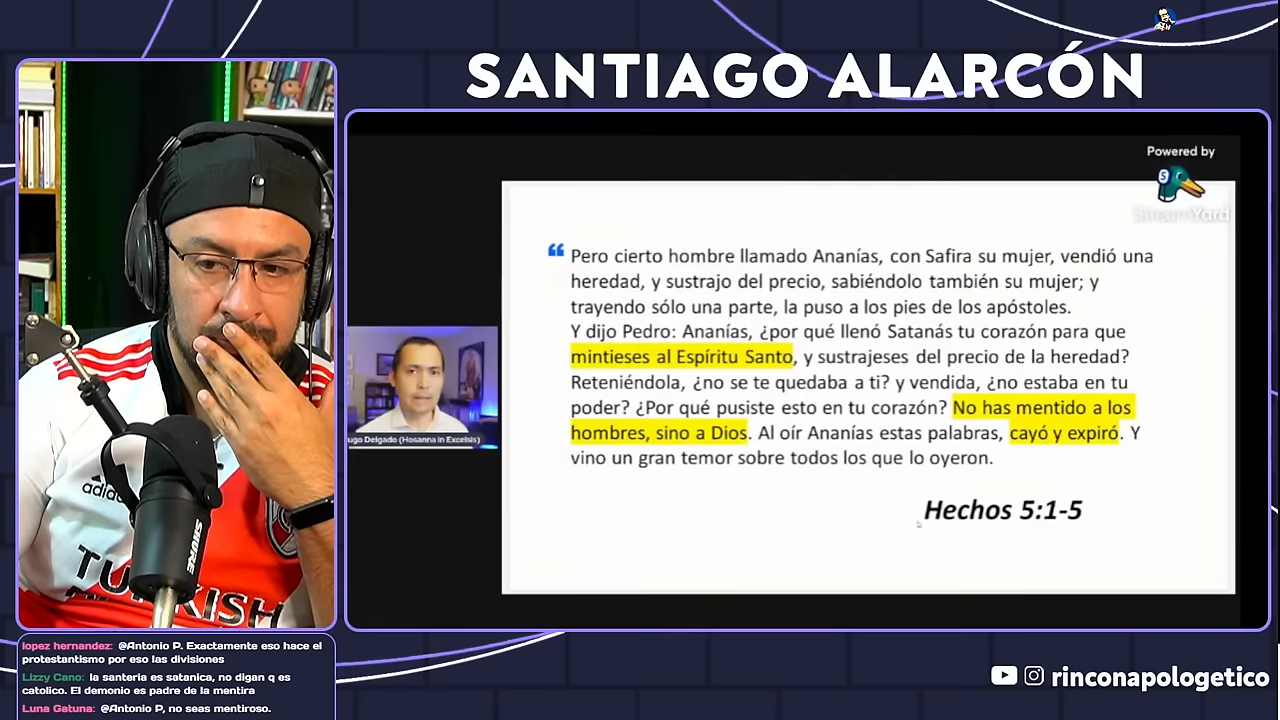 SANTIAGO ALARCÓN
Powered by
StreamYard
“ Pero cierto hombre llamado Ananías, con Safira su mujer, vendió una
heredad, y sustrajo del precio, sabiéndolo también su mujer; y
trayendo sólo una parte, la puso a los pies de los apóstoles.
Y dijo Pedro: Ananías, ¿por qué llenó Satanás tu corazón para que
mintieses al Espíritu Santo, y sustrajeses del precio de la heredad?
Reteniéndola, ¿no se te quedaba a ti? y vendida, ¿no estaba en tu
poder? ¿Por qué pusiste esto en tu corazón? No has mentido a los
hombres, sino a Dios. Al oír Ananías estas palabras, cayó y expiró. Y
vino un gran temor sobre todos los que lo oyeron.
Hechos 5:1-5
ugo Delgado (Hosanna in Excelsis)
adidas
SHURE
lopez hernandez: @Antonio P. Exactamente eso hace el
protestantismo por eso las divisiones
Lizzy Cano: la santeria es satanica, no digan q es
catolico. El demonio es padre de la mentira
Luna Gatuna: @Antonio P, no seas mentiroso.
rinconapologetico